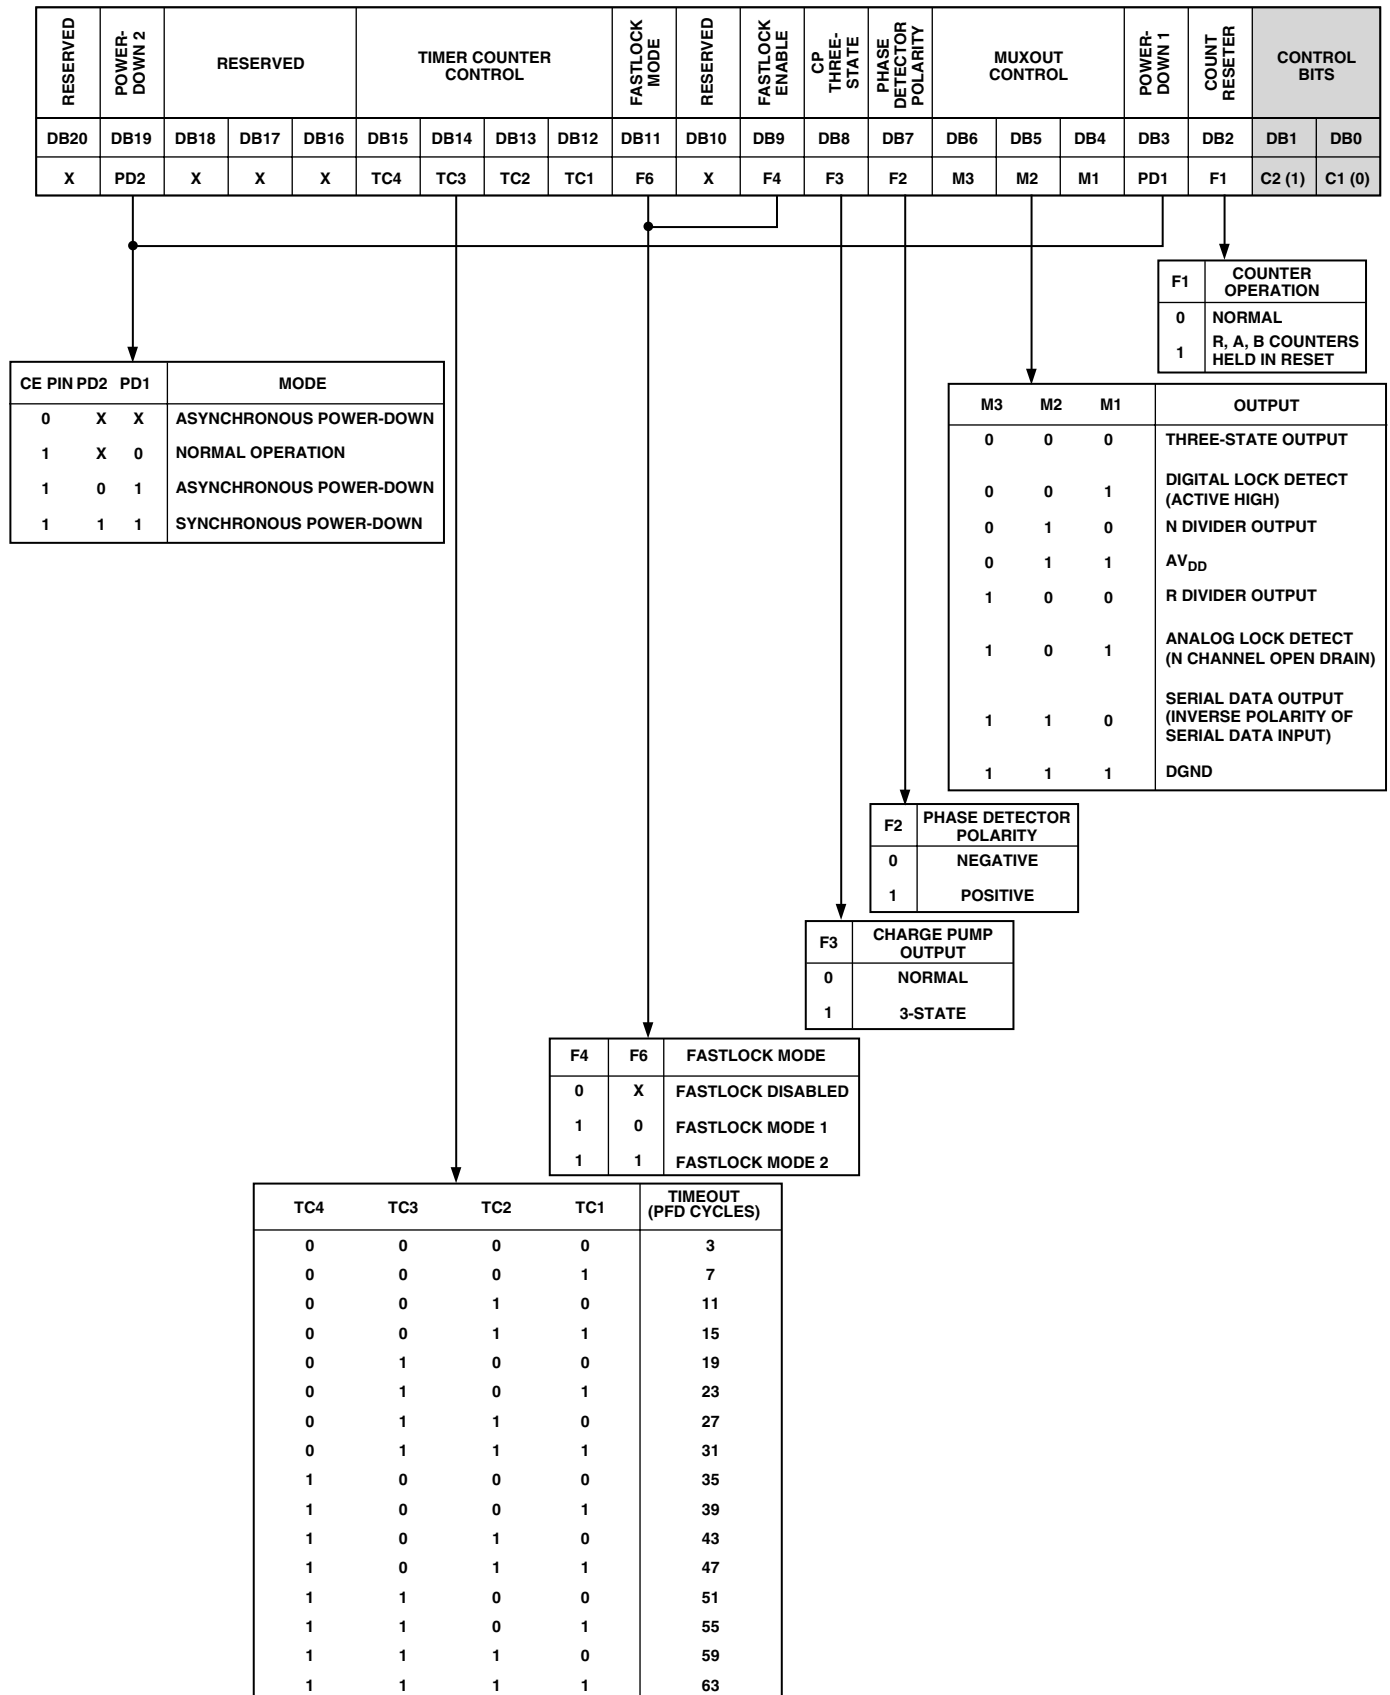 RESERVED
POWER-
DOWN 2
RESERVED
TIMER COUNTER
CONTROL
FASTLOCK
MODE
RESERVED
FASTLOCK
ENABLE
CP
THREE-
STATE
PHASE
DETECTOR
POLARITY
MUXOUT
CONTROL
POWER-
DOWN 1
COUNT
RESETER
CONTROL
BITS
DB20 DB19 DB18 DB17 DB16 DB15 DB14 DB13 DB12 DB11 DB10 DB9 DB8 DB7 DB6 DB5 DB4 DB3 DB2 DB1 DB0
X PD2 X X X TC4 TC3 TC2 TC1 F6 X F4 F3 F2 M3 M2 M1 PD1 F1 C2 (1) C1 (0)
F1 COUNTER
OPERATION
0 NORMAL
1 R, A, B COUNTERS
HELD IN RESET
CE PIN PD2 PD1 MODE
0 X X ASYNCHRONOUS POWER-DOWN
1 X 0 NORMAL OPERATION
1 0 1 ASYNCHRONOUS POWER-DOWN
1 1 1 SYNCHRONOUS POWER-DOWN
M3 M2 M1 OUTPUT
0 0 0 THREE-STATE OUTPUT
0 0 1 DIGITAL LOCK DETECT
(ACTIVE HIGH)
0 1 0 N DIVIDER OUTPUT
0 1 1 AVDD
1 0 0 R DIVIDER OUTPUT
1 0 1 ANALOG LOCK DETECT
(N CHANNEL OPEN DRAIN)
1 1 0 SERIAL DATA OUTPUT
(INVERSE POLARITY OF
SERIAL DATA INPUT)
1 1 1 DGND
F2 PHASE DETECTOR
POLARITY
0 NEGATIVE
1 POSITIVE
F3 CHARGE PUMP
OUTPUT
0 NORMAL
1 3-STATE
F4 F6 FASTLOCK MODE
0 X FASTLOCK DISABLED
1 0 FASTLOCK MODE 1
1 1 FASTLOCK MODE 2
TC4 TC3 TC2 TC1 TIMEOUT
(PFD CYCLES)
0 0 0 0 3
0 0 0 1 7
0 0 1 0 11
0 0 1 1 15
0 1 0 0 19
0 1 0 1 23
0 1 1 0 27
0 1 1 1 31
1 0 0 0 35
1 0 0 1 39
1 0 1 0 43
1 0 1 1 47
1 1 0 0 51
1 1 0 1 55
1 1 1 0 59
1 1 1 1 63